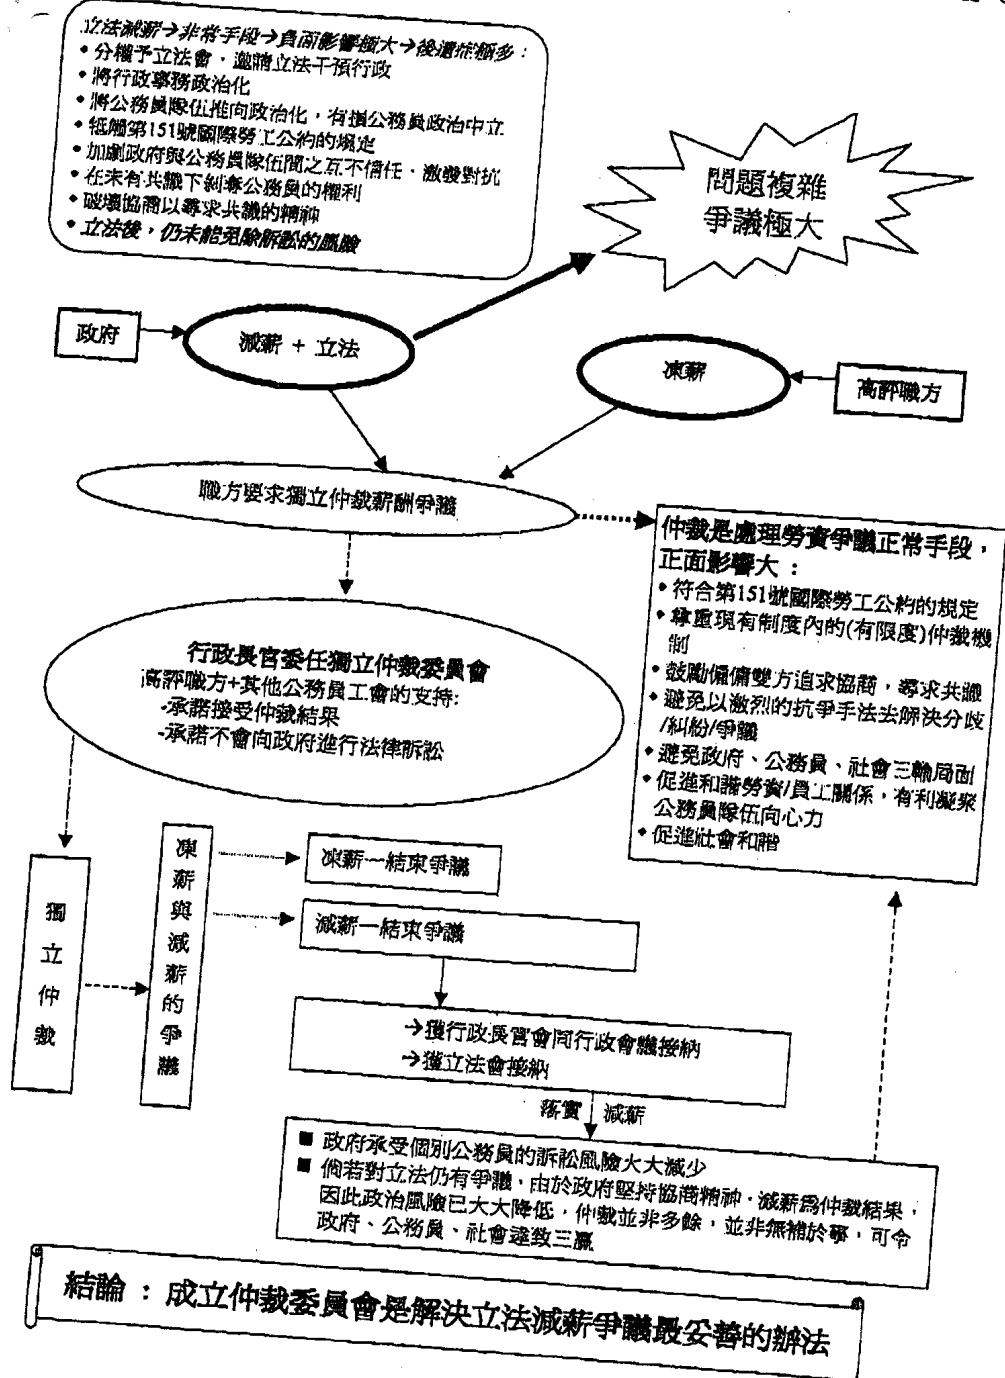 立法減薪→非常手段→負面影響極大→後遺症極多：
• 分權予立法會，邀請立法干預行政
• 將行政事務政治化
• 將公務員隊伍推向政治化，有損公務員政治中立
• 牴觸第151號國際勞工公約的規定
• 加劇政府與公務員隊伍間之互不信任，激發對抗
• 在未有共識下剝奪公務員的權利
• 破壞協商以尋求共識的精神
• 立法後，仍未能免除訴訟的風險
問題複雜
爭議極大
政府
減薪 + 立法
凍薪
高評職方
職方要求獨立仲裁薪酬爭議
仲裁是處理勞資爭議正常手段，
正面影響大：
• 符合第151號國際勞工公約的規定
• 尊重現有制度內的(有限度)仲裁機
制
• 鼓勵僱傭雙方追求協商，尋求共識
• 避免以激烈的抗爭手法去解決分歧
/糾紛/爭議
• 避免政府、公務員、社會三輸局面
• 促進和諧勞資/員工關係，有利凝聚
公務員隊伍向心力
• 促進社會和諧
行政長官委任獨立仲裁委員會
高評職方+其他公務員工會的支持:
-承諾接受仲裁結果
-承諾不會向政府進行法律訴訟
獨立仲裁
凍薪與減薪的爭議
凍薪—結束爭議
減薪—結束爭議
→獲行政長官會同行政會議接納
→獲立法會接納
落實 減薪
■ 政府承受個別公務員的訴訟風險大大減少
■ 倘若對立法仍有爭議，由於政府堅持協商精神，減薪為仲裁結果，
因此政治風險已大大降低，仲裁並非多餘，並非無補於事，可令
政府、公務員、社會達致三贏
結論：成立仲裁委員會是解決立法減薪爭議最妥善的辦法